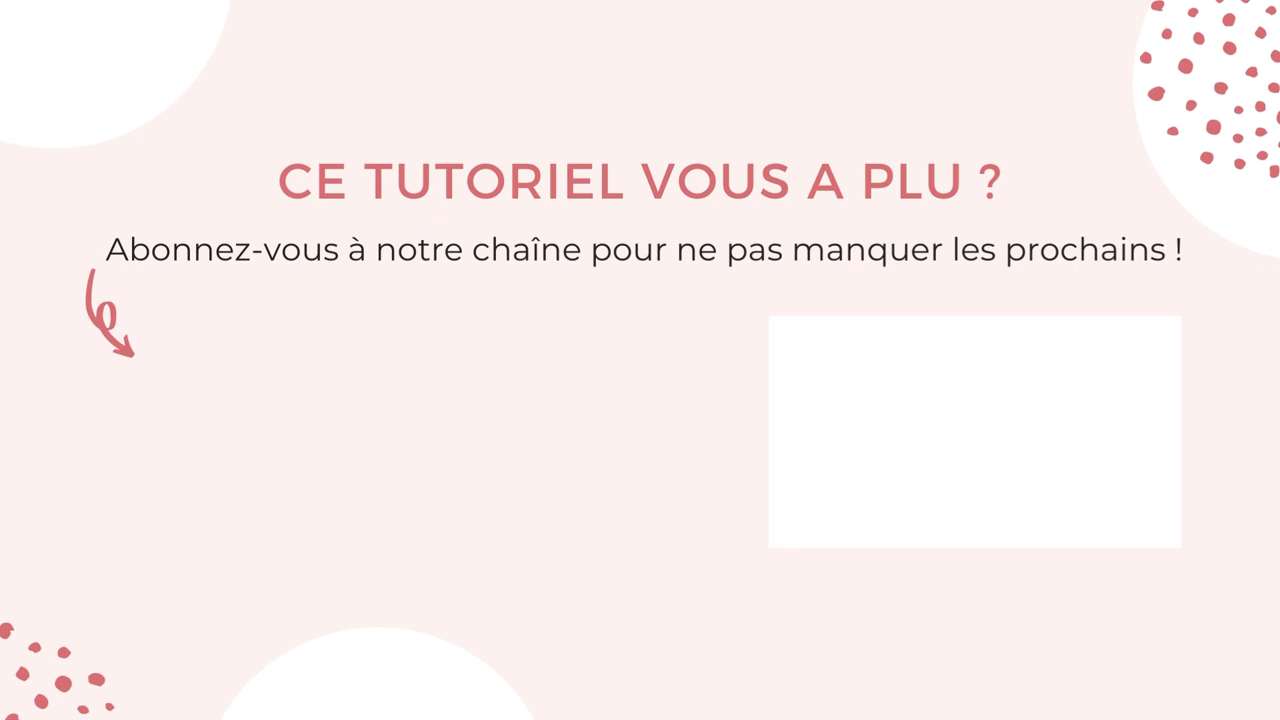 CE TUTORIEL VOUS A PLU ?
Abonnez-vous à notre chaîne pour ne pas manquer les prochains !